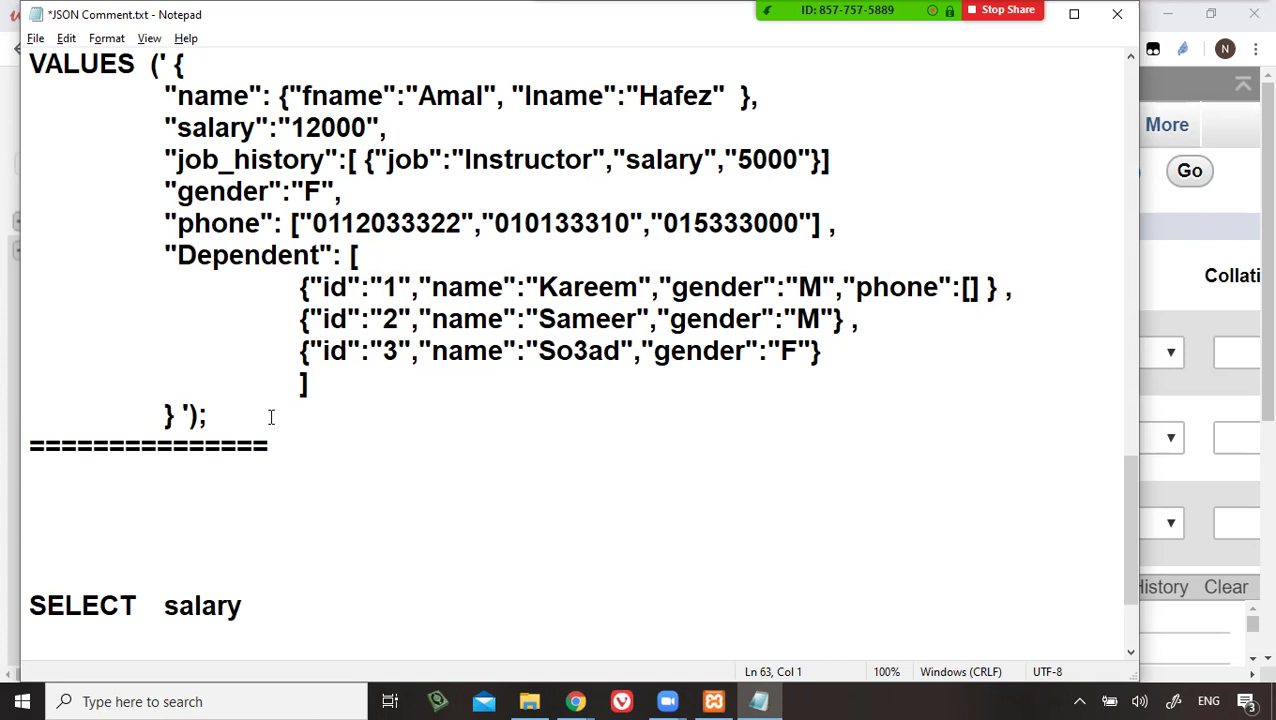 *JSON Comment.txt - Notepad
ID: 857-757-5889
Stop Share
File Edit Format View Help
N
VALUES (' {
"name": {"fname":"Amal", "lname":"Hafez" },
"salary":"12000",
"job_history":[ {"job":"Instructor","salary","5000"}]
"gender":"F",
"phone": ["0112033322","010133310","015333000"] ,
"Dependent": [
{"id":"1","name":"Kareem","gender":"M","phone":[] } ,
{"id":"2","name":"Sameer","gender":"M"} ,
{"id":"3","name":"So3ad","gender":"F"}
]
} ');
===============
SELECT salary
More
Go
Collati
History Clear
Ln 63, Col 1 100% Windows (CRLF) UTF-8
Type here to search
ENG
3